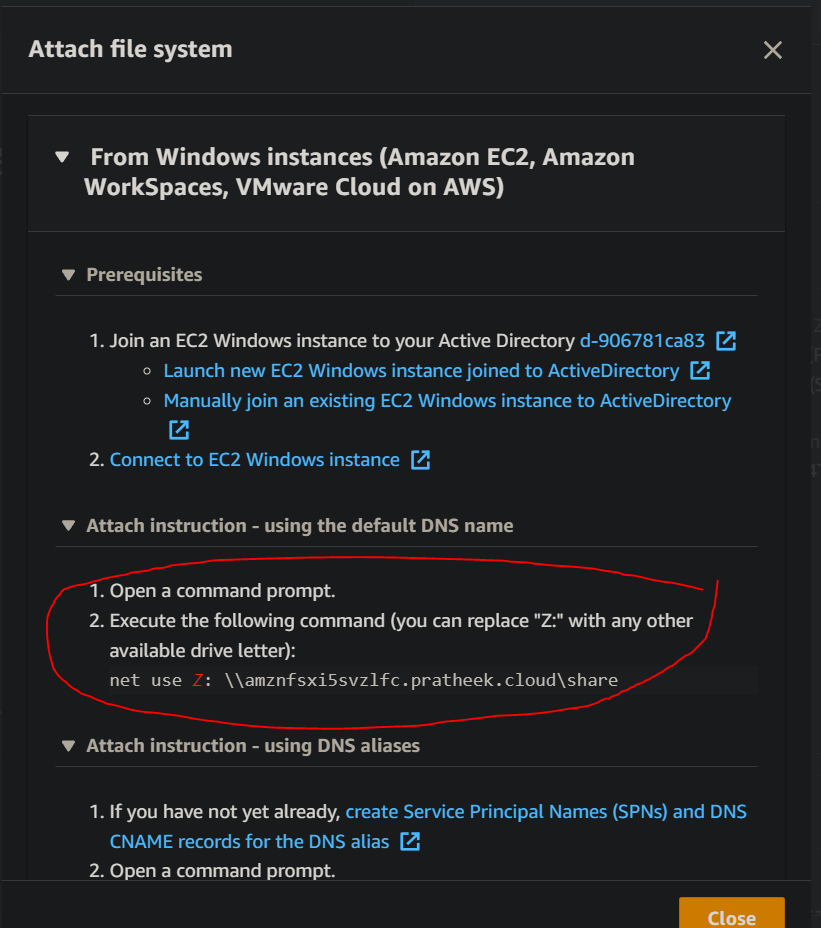 Attach file system
From Windows instances (Amazon EC2, Amazon
WorkSpaces, VMware Cloud on AWS)
Prerequisites
1. Join an EC2 Windows instance to your Active Directory d-906781ca83
Launch new EC2 Windows instance joined to ActiveDirectory
Manually join an existing EC2 Windows instance to ActiveDirectory
2. Connect to EC2 Windows instance
Attach instruction - using the default DNS name
1. Open a command prompt.
2. Execute the following command (you can replace "Z:" with any other
available drive letter):
net use Z: \\amznfsxi5svzlfc.pratheek.cloud\share
Attach instruction - using DNS aliases
1. If you have not yet already, create Service Principal Names (SPNs) and DNS
CNAME records for the DNS alias
2. Open a command prompt.
Close